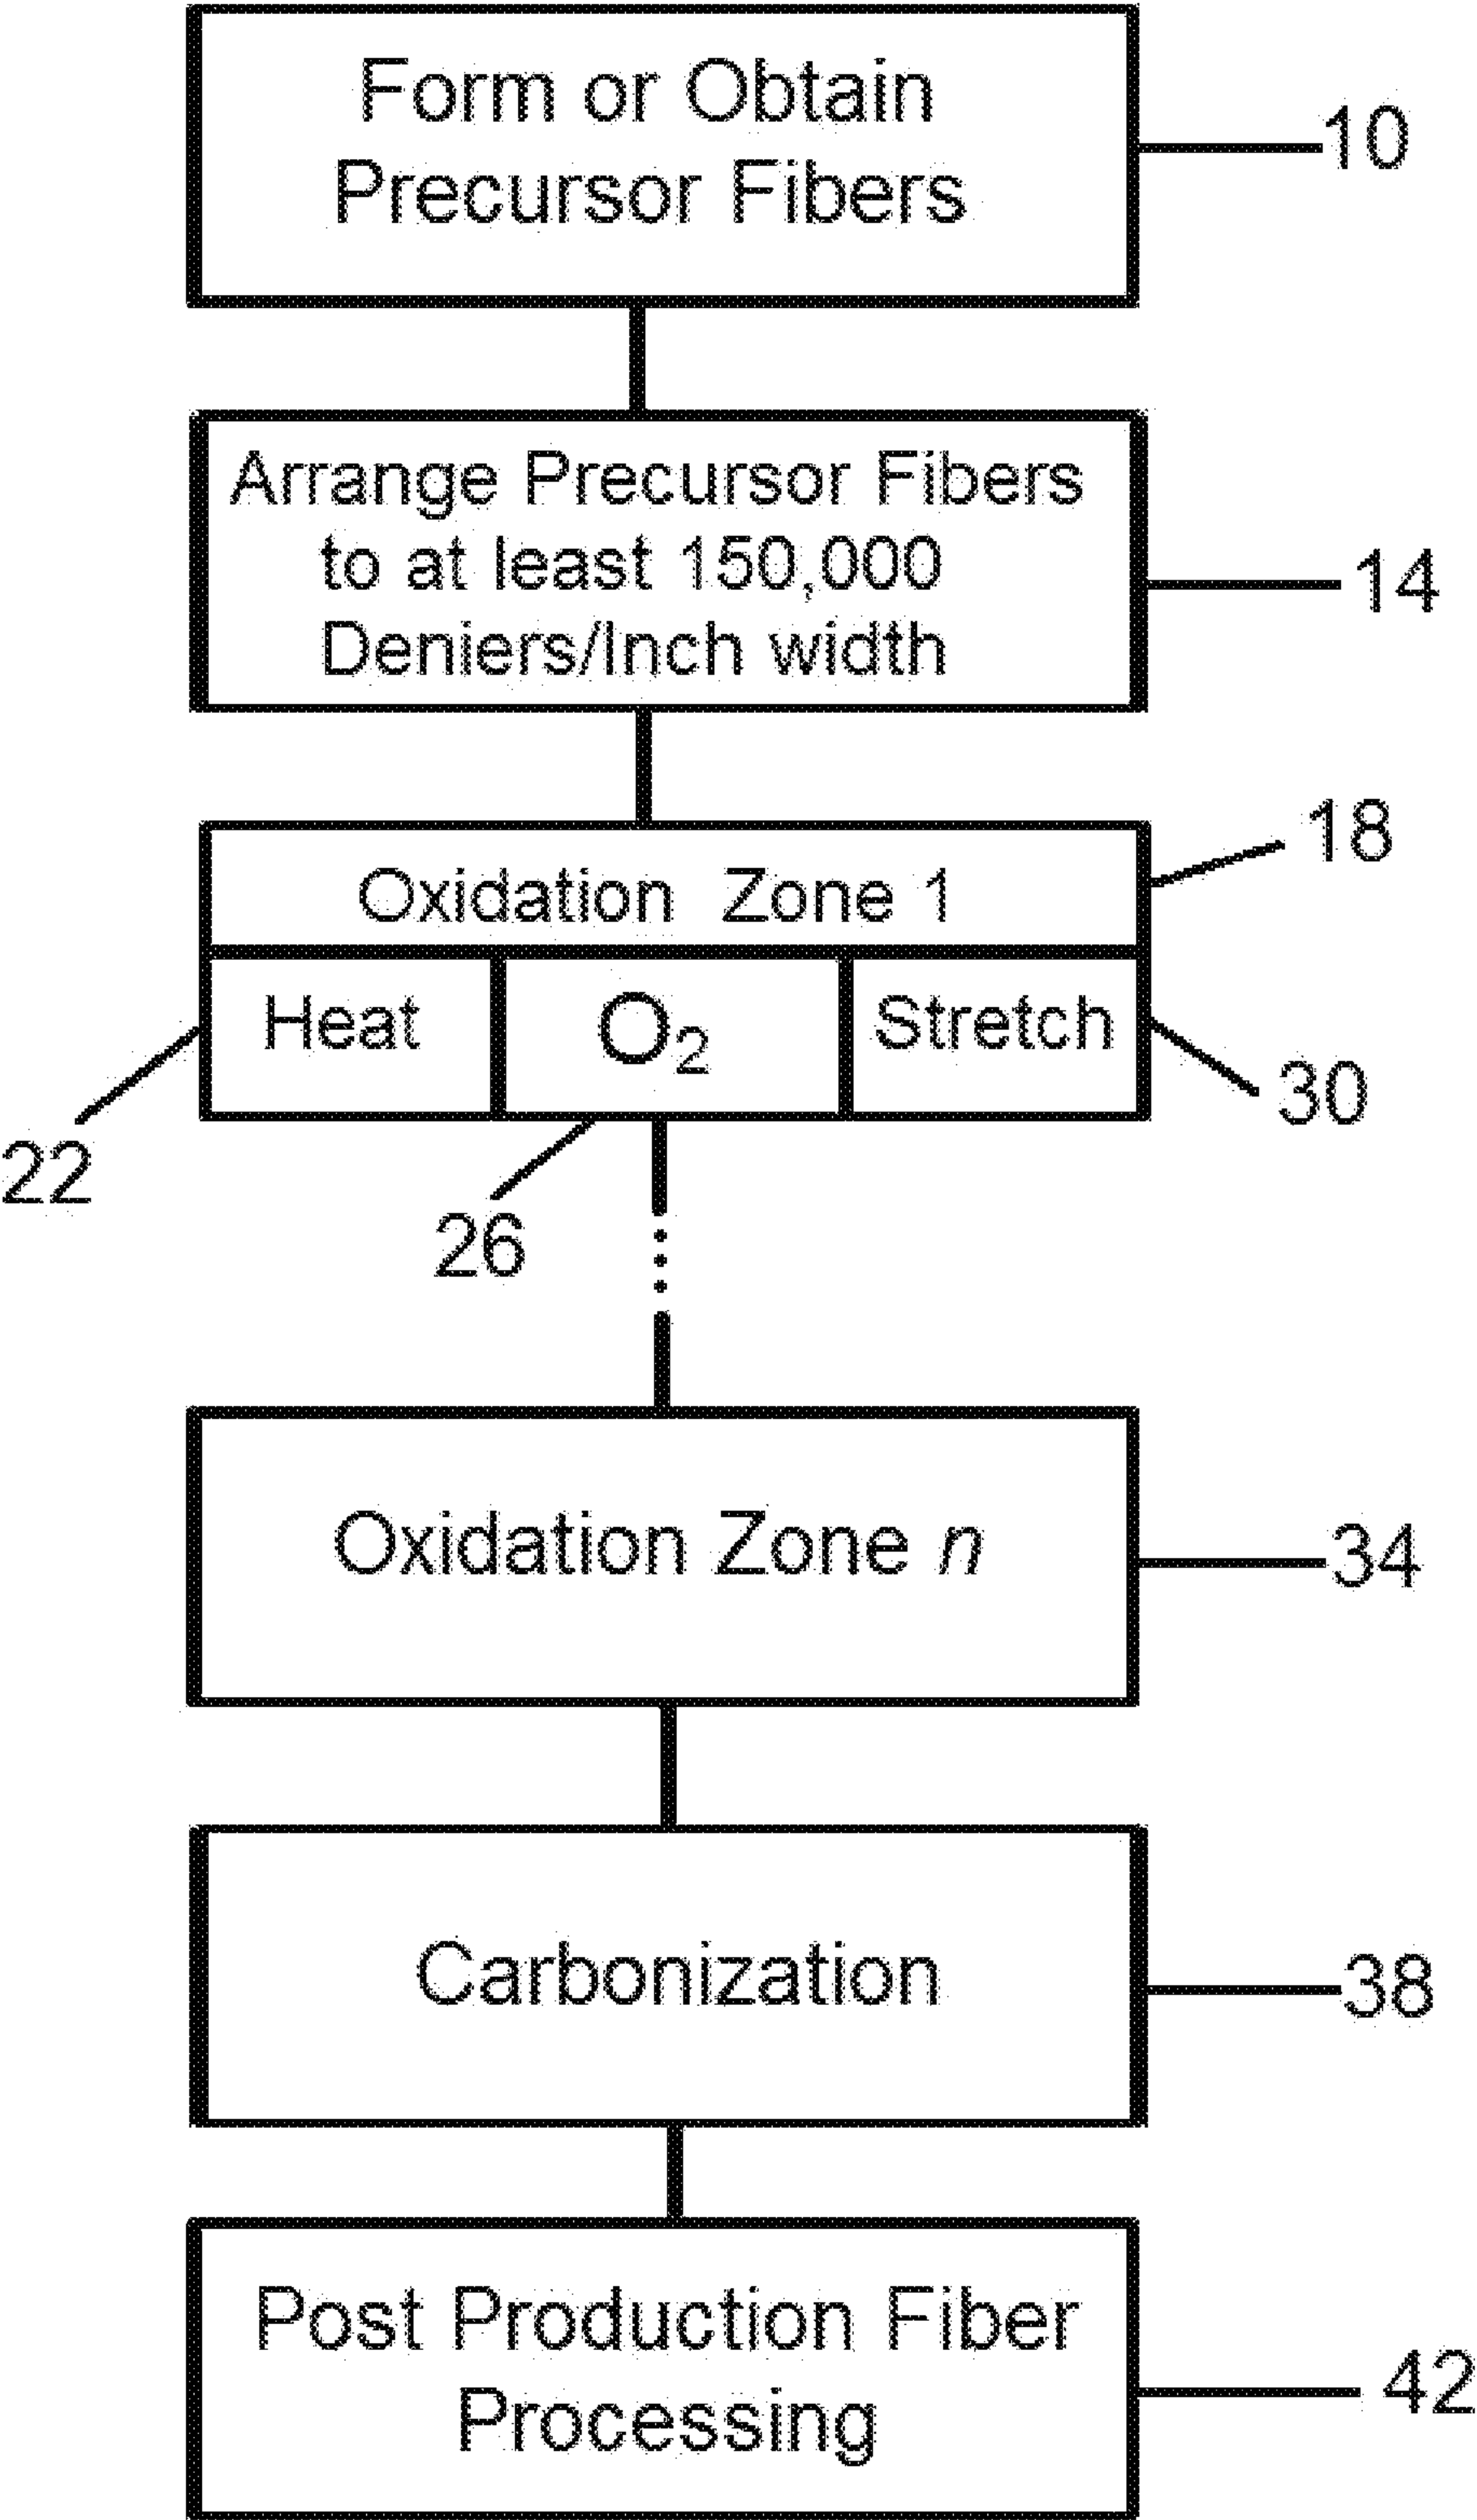 Form or Obtain
Precursor Fibers
10
Arrange Precursor Fibers
to at least 150,000
Deniers/Inch width
14
18
Oxidation Zone 1
Heat
O₂
Stretch
22
26
30
Oxidation Zone n
34
Carbonization
38
Post Production Fiber
Processing
42